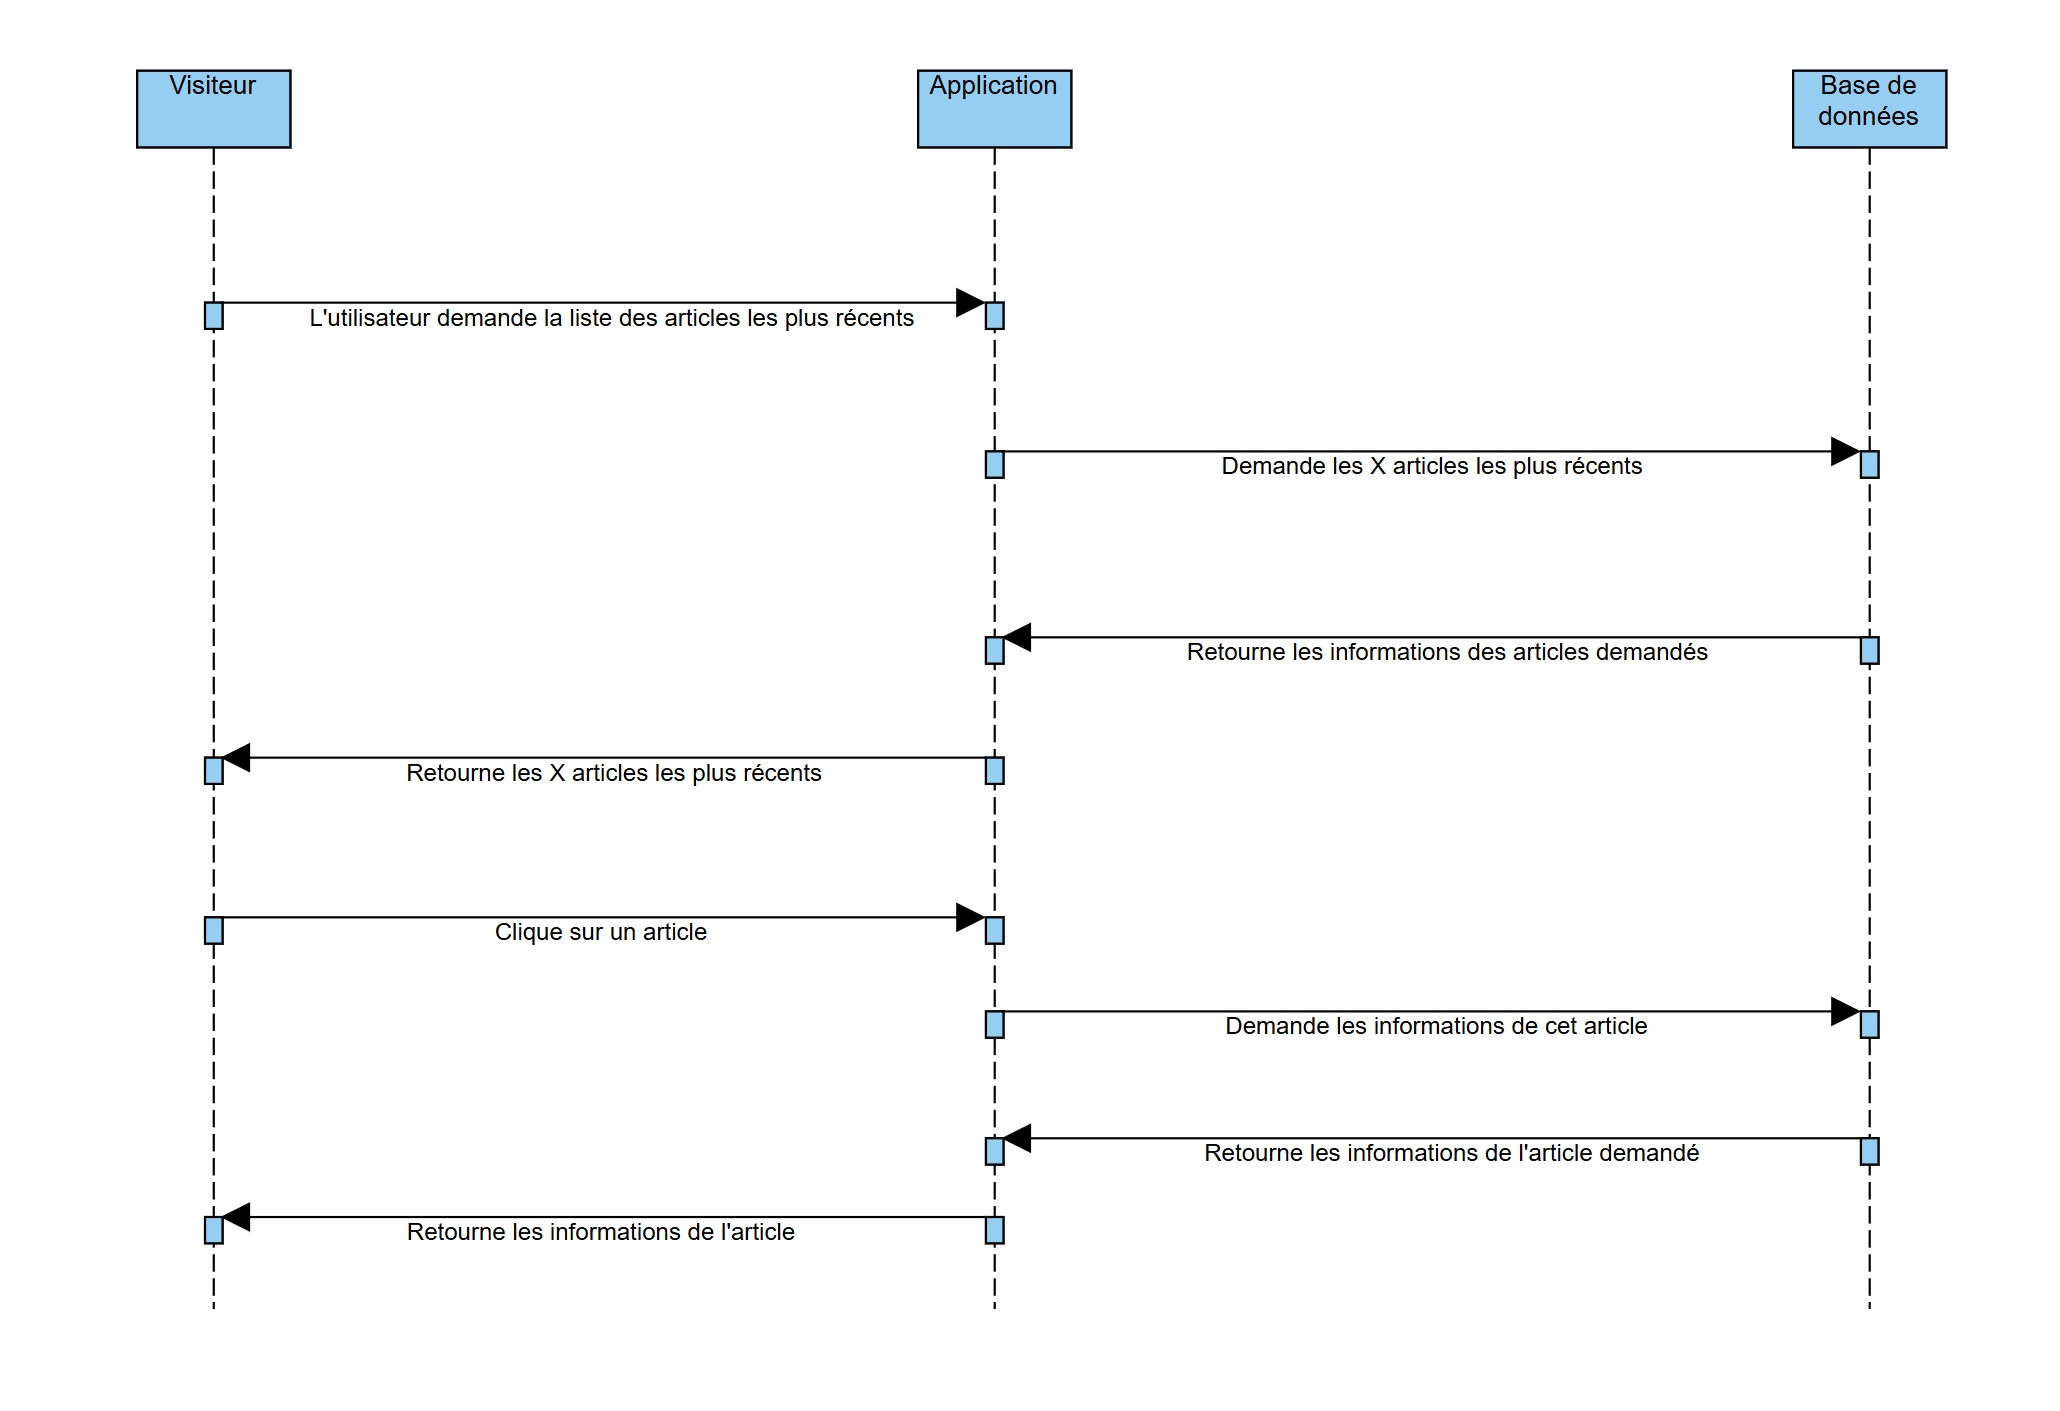 Visiteur
Application
Base de
données
L'utilisateur demande la liste des articles les plus récents
Demande les X articles les plus récents
Retourne les informations des articles demandés
Retourne les X articles les plus récents
Clique sur un article
Demande les informations de cet article
Retourne les informations de l'article demandé
Retourne les informations de l'article